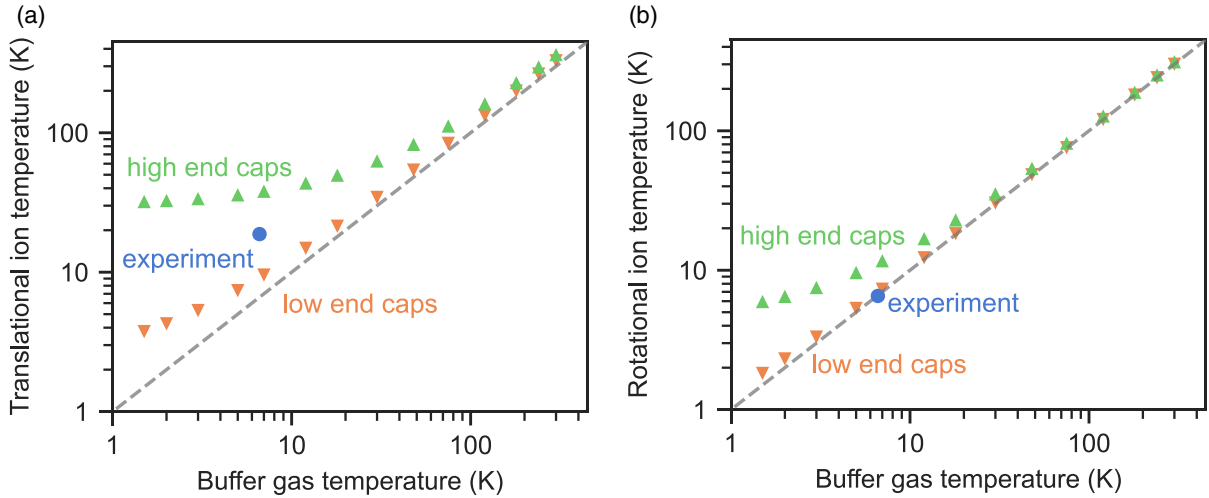 (a)
Translational ion temperature (K)
100
10
1
high end caps
experiment
low end caps
1
10
100
Buffer gas temperature (K)
(b)
Rotational ion temperature (K)
100
10
1
high end caps
experiment
low end caps
1
10
100
Buffer gas temperature (K)